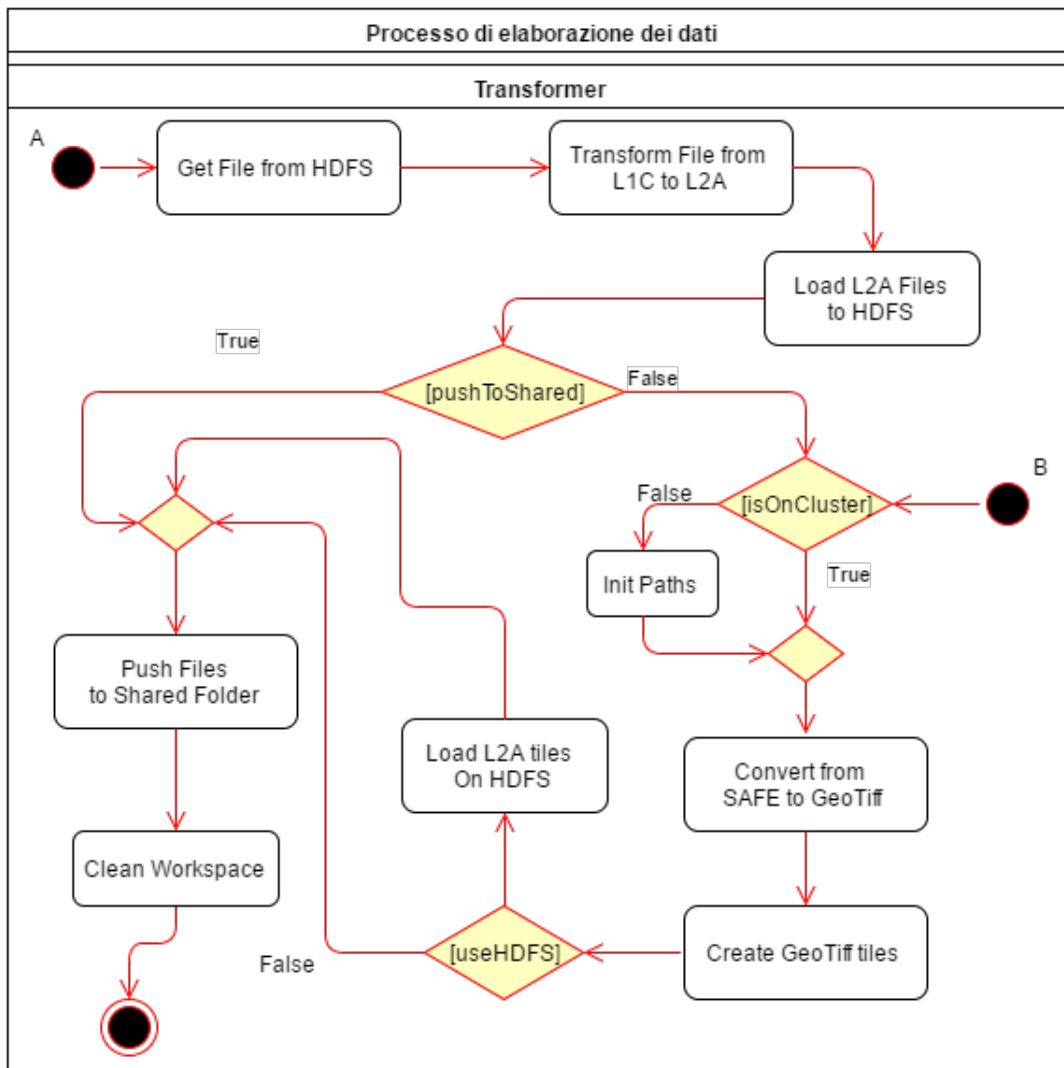 Processo di elaborazione dei dati
Transformer
A
Get File from HDFS
Transform File from
L1C to L2A
Load L2A Files
to HDFS
True
[pushToShared]
False
B
[isOnCluster]
False
Init Paths
True
Push Files
to Shared Folder
Load L2A tiles
On HDFS
Convert from
SAFE to GeoTiff
Clean Workspace
[useHDFS]
Create GeoTiff tiles
False